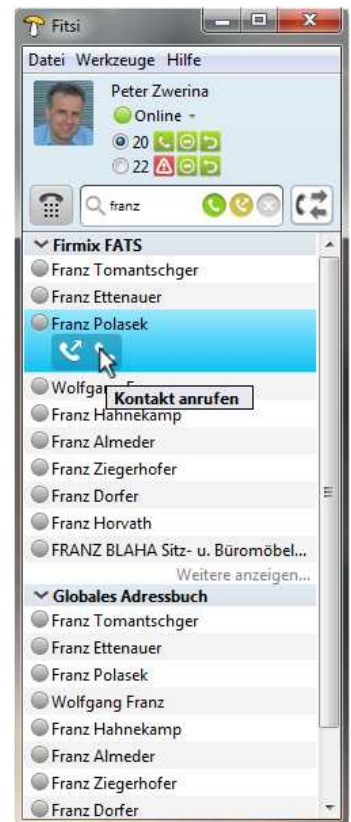 Fitsi
Datei Werkzeuge Hilfe
Peter Zwerina
Online
20
22
franz
Firmix FATS
Franz Tomantschger
Franz Ettenauer
Franz Polasek
Kontakt anrufen
Franz Hahnekamp
Franz Almeder
Franz Ziegerhofer
Franz Dorfer
Franz Horvath
FRANZ BLAHA Sitz- u. Büromöbel...
Weitere anzeigen...
Globales Adressbuch
Franz Tomantschger
Franz Ettenauer
Franz Polasek
Wolfgang Franz
Franz Hahnekamp
Franz Almeder
Franz Ziegerhofer
Franz Dorfer